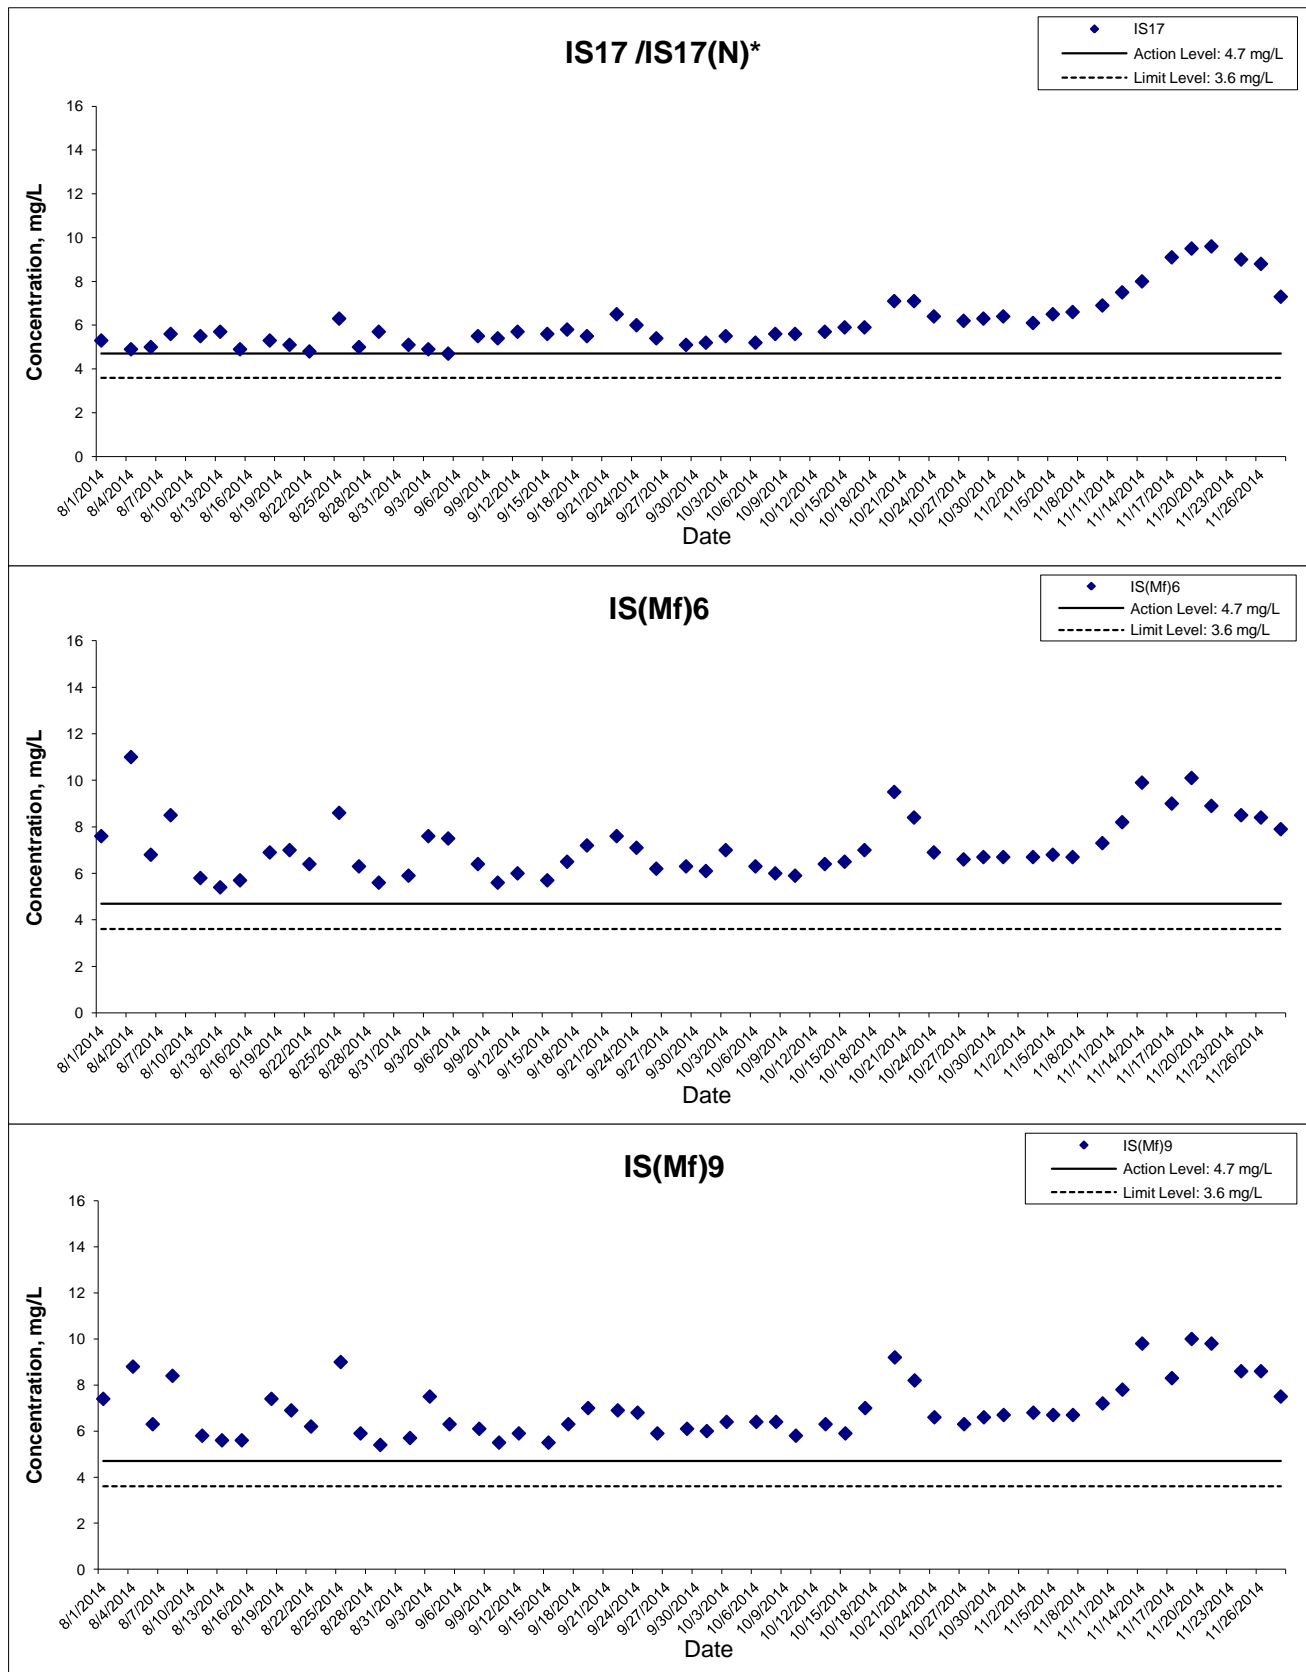 IS17 /IS17(N)*
IS17
Action Level: 4.7 mg/L
Limit Level: 3.6 mg/L
Concentration, mg/L
16
14
12
10
8
6
4
2
0
8/1/2014 8/4/2014 8/7/2014 8/10/2014 8/13/2014 8/16/2014 8/19/2014 8/22/2014 8/25/2014 8/28/2014 8/31/2014 9/3/2014 9/6/2014 9/9/2014 9/12/2014 9/15/2014 9/18/2014 9/21/2014 9/24/2014 9/27/2014 9/30/2014 10/3/2014 10/6/2014 10/9/2014 10/12/2014 10/15/2014 10/18/2014 10/21/2014 10/24/2014 10/27/2014 10/30/2014 11/2/2014 11/5/2014 11/8/2014 11/11/2014 11/14/2014 11/17/2014 11/20/2014 11/23/2014 11/26/2014
Date
IS(Mf)6
IS(Mf)6
Action Level: 4.7 mg/L
Limit Level: 3.6 mg/L
Concentration, mg/L
16
14
12
10
8
6
4
2
0
8/1/2014 8/4/2014 8/7/2014 8/10/2014 8/13/2014 8/16/2014 8/19/2014 8/22/2014 8/25/2014 8/28/2014 8/31/2014 9/3/2014 9/6/2014 9/9/2014 9/12/2014 9/15/2014 9/18/2014 9/21/2014 9/24/2014 9/27/2014 9/30/2014 10/3/2014 10/6/2014 10/9/2014 10/12/2014 10/15/2014 10/18/2014 10/21/2014 10/24/2014 10/27/2014 10/30/2014 11/2/2014 11/5/2014 11/8/2014 11/11/2014 11/14/2014 11/17/2014 11/20/2014 11/23/2014 11/26/2014
Date
IS(Mf)9
IS(Mf)9
Action Level: 4.7 mg/L
Limit Level: 3.6 mg/L
Concentration, mg/L
16
14
12
10
8
6
4
2
0
8/1/2014 8/4/2014 8/7/2014 8/10/2014 8/13/2014 8/16/2014 8/19/2014 8/22/2014 8/25/2014 8/28/2014 8/31/2014 9/3/2014 9/6/2014 9/9/2014 9/12/2014 9/15/2014 9/18/2014 9/21/2014 9/24/2014 9/27/2014 9/30/2014 10/3/2014 10/6/2014 10/9/2014 10/12/2014 10/15/2014 10/18/2014 10/21/2014 10/24/2014 10/27/2014 10/30/2014 11/2/2014 11/5/2014 11/8/2014 11/11/2014 11/14/2014 11/17/2014 11/20/2014 11/23/2014 11/26/2014
Date